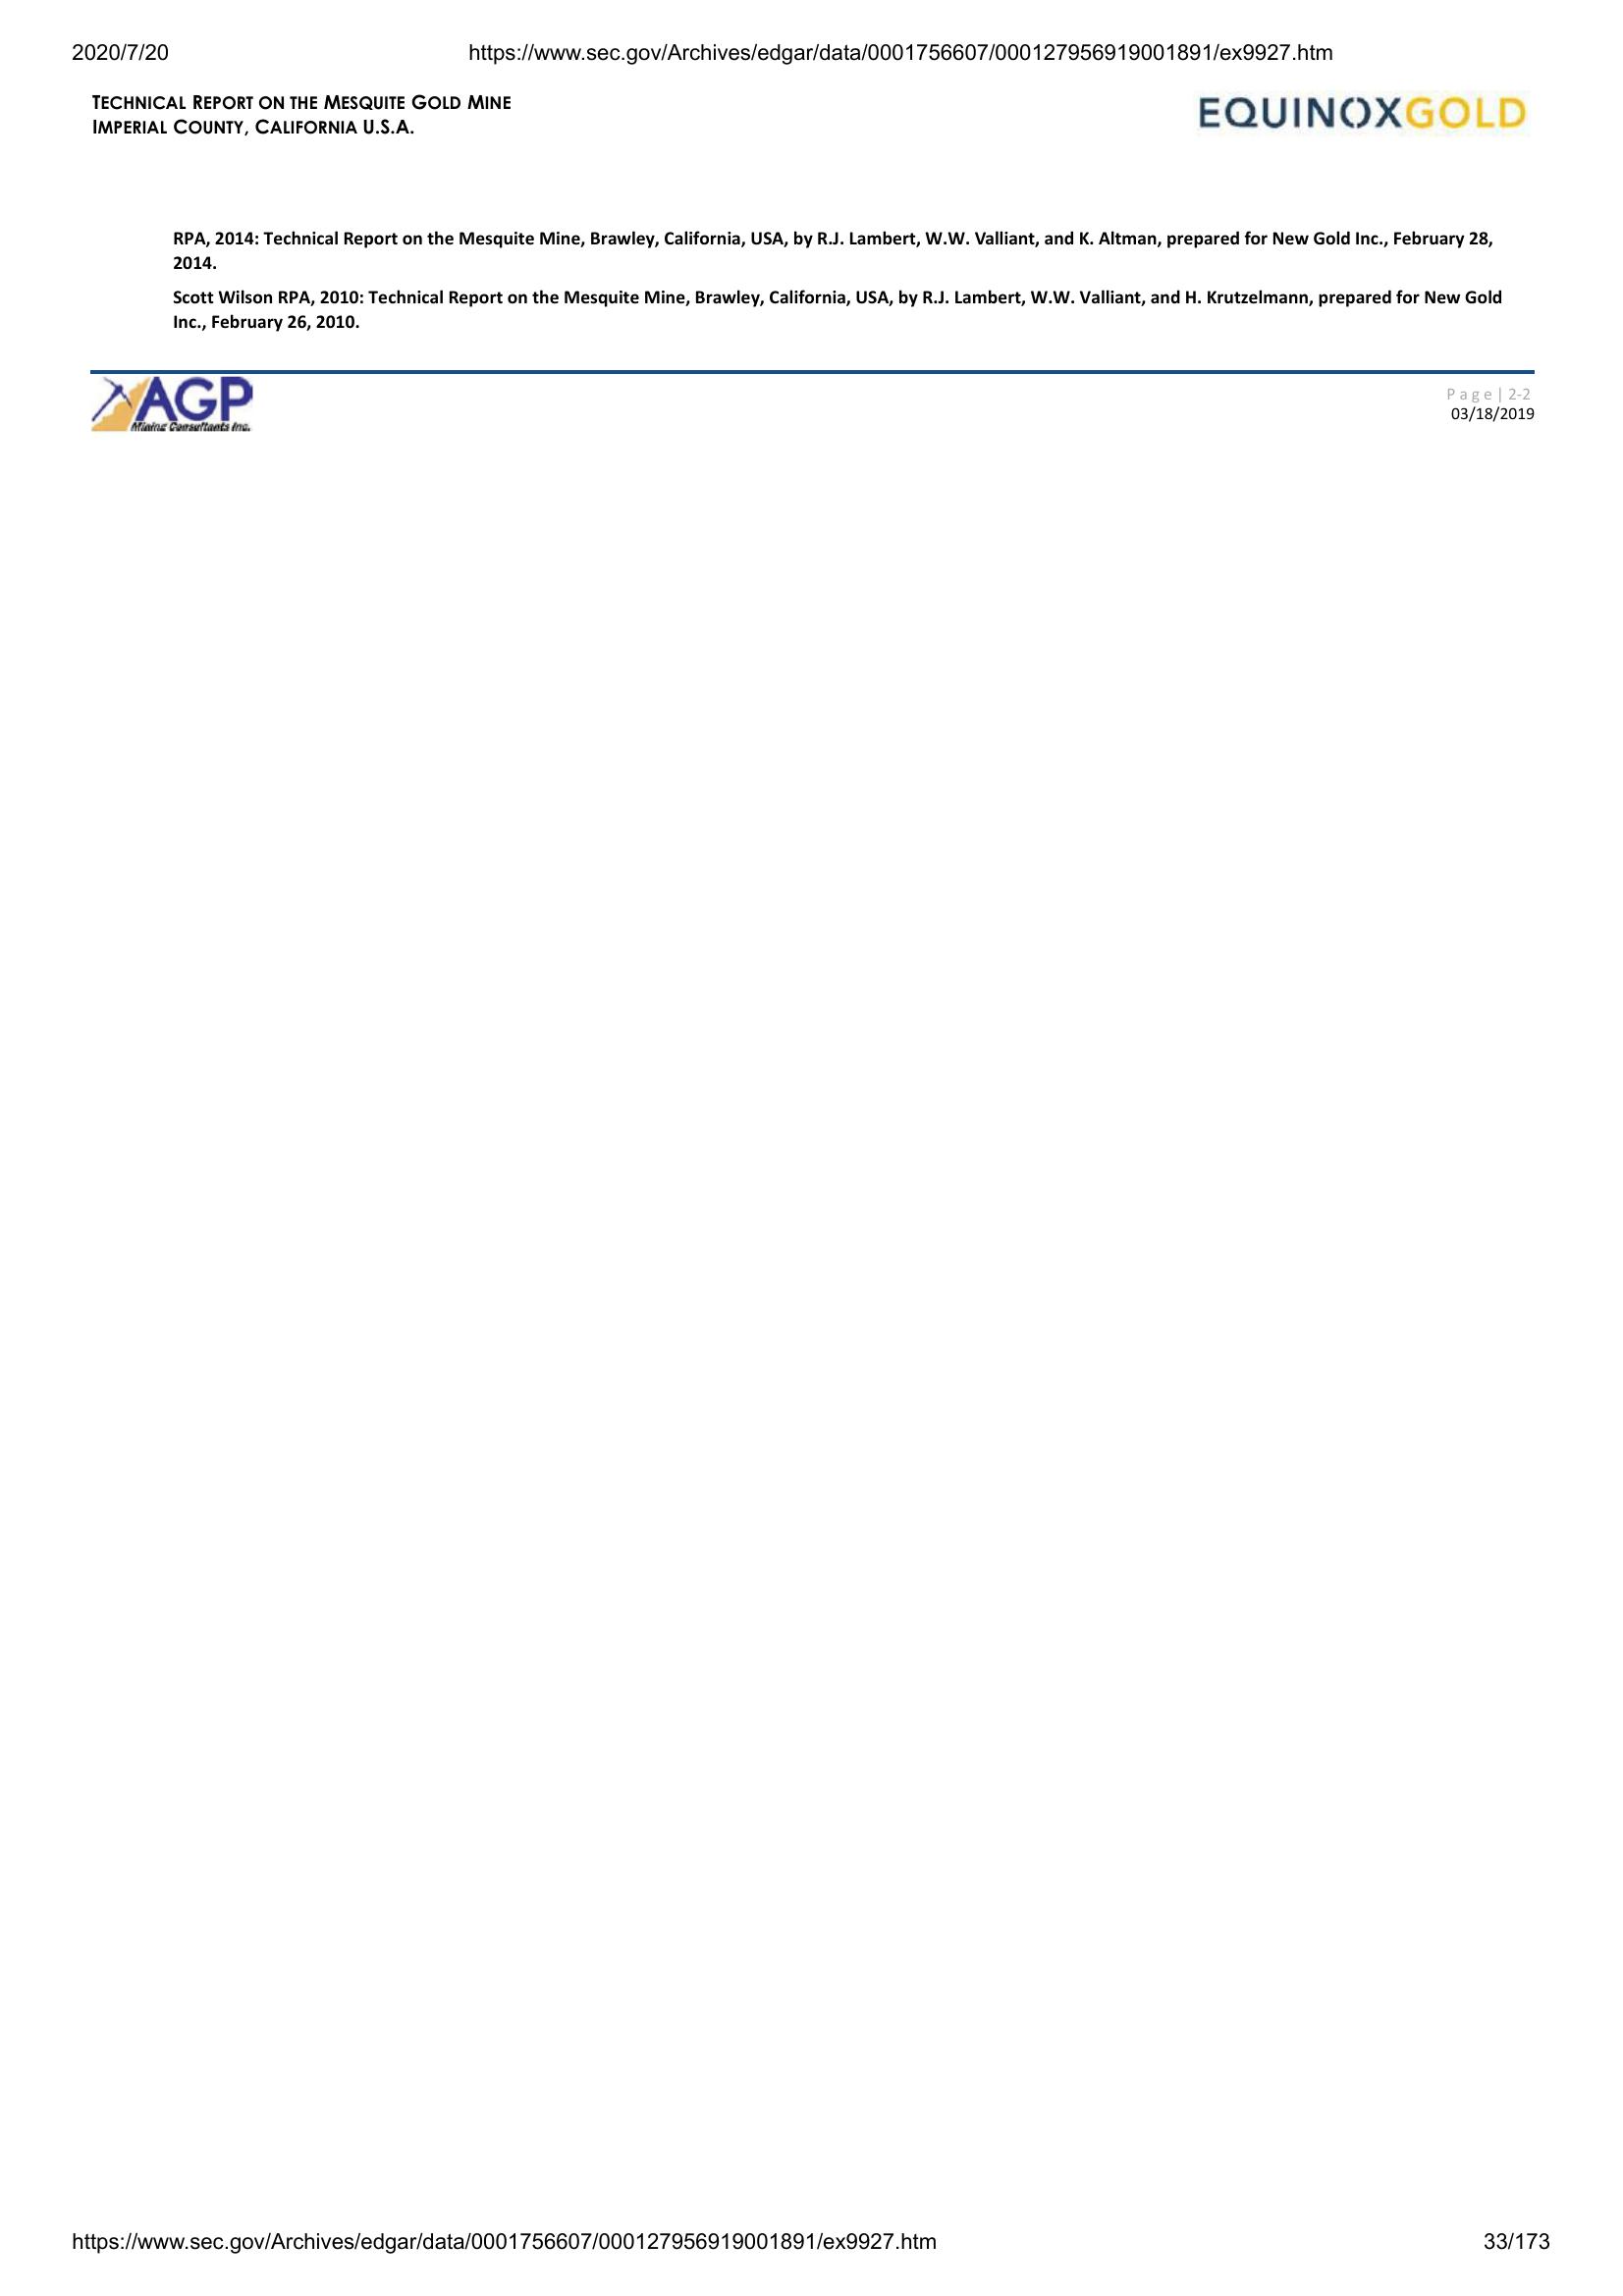 2020/7/20 https://www.sec.gov/Archives/edgar/data/0001756607/000127956919001891/ex9927.htm
TECHNICAL REPORT ON THE MESQUITE GOLD MINE
IMPERIAL COUNTY, CALIFORNIA U.S.A.
EQUINOXGOLD
RPA, 2014: Technical Report on the Mesquite Mine, Brawley, California, USA, by R.J. Lambert, W.W. Valliant, and K. Altman, prepared for New Gold Inc., February 28,
2014.
Scott Wilson RPA, 2010: Technical Report on the Mesquite Mine, Brawley, California, USA, by R.J. Lambert, W.W. Valliant, and H. Krutzelmann, prepared for New Gold
Inc., February 26, 2010.
AGP
Mining Consultants Inc.
Page | 2-2
03/18/2019
https://www.sec.gov/Archives/edgar/data/0001756607/000127956919001891/ex9927.htm 33/173